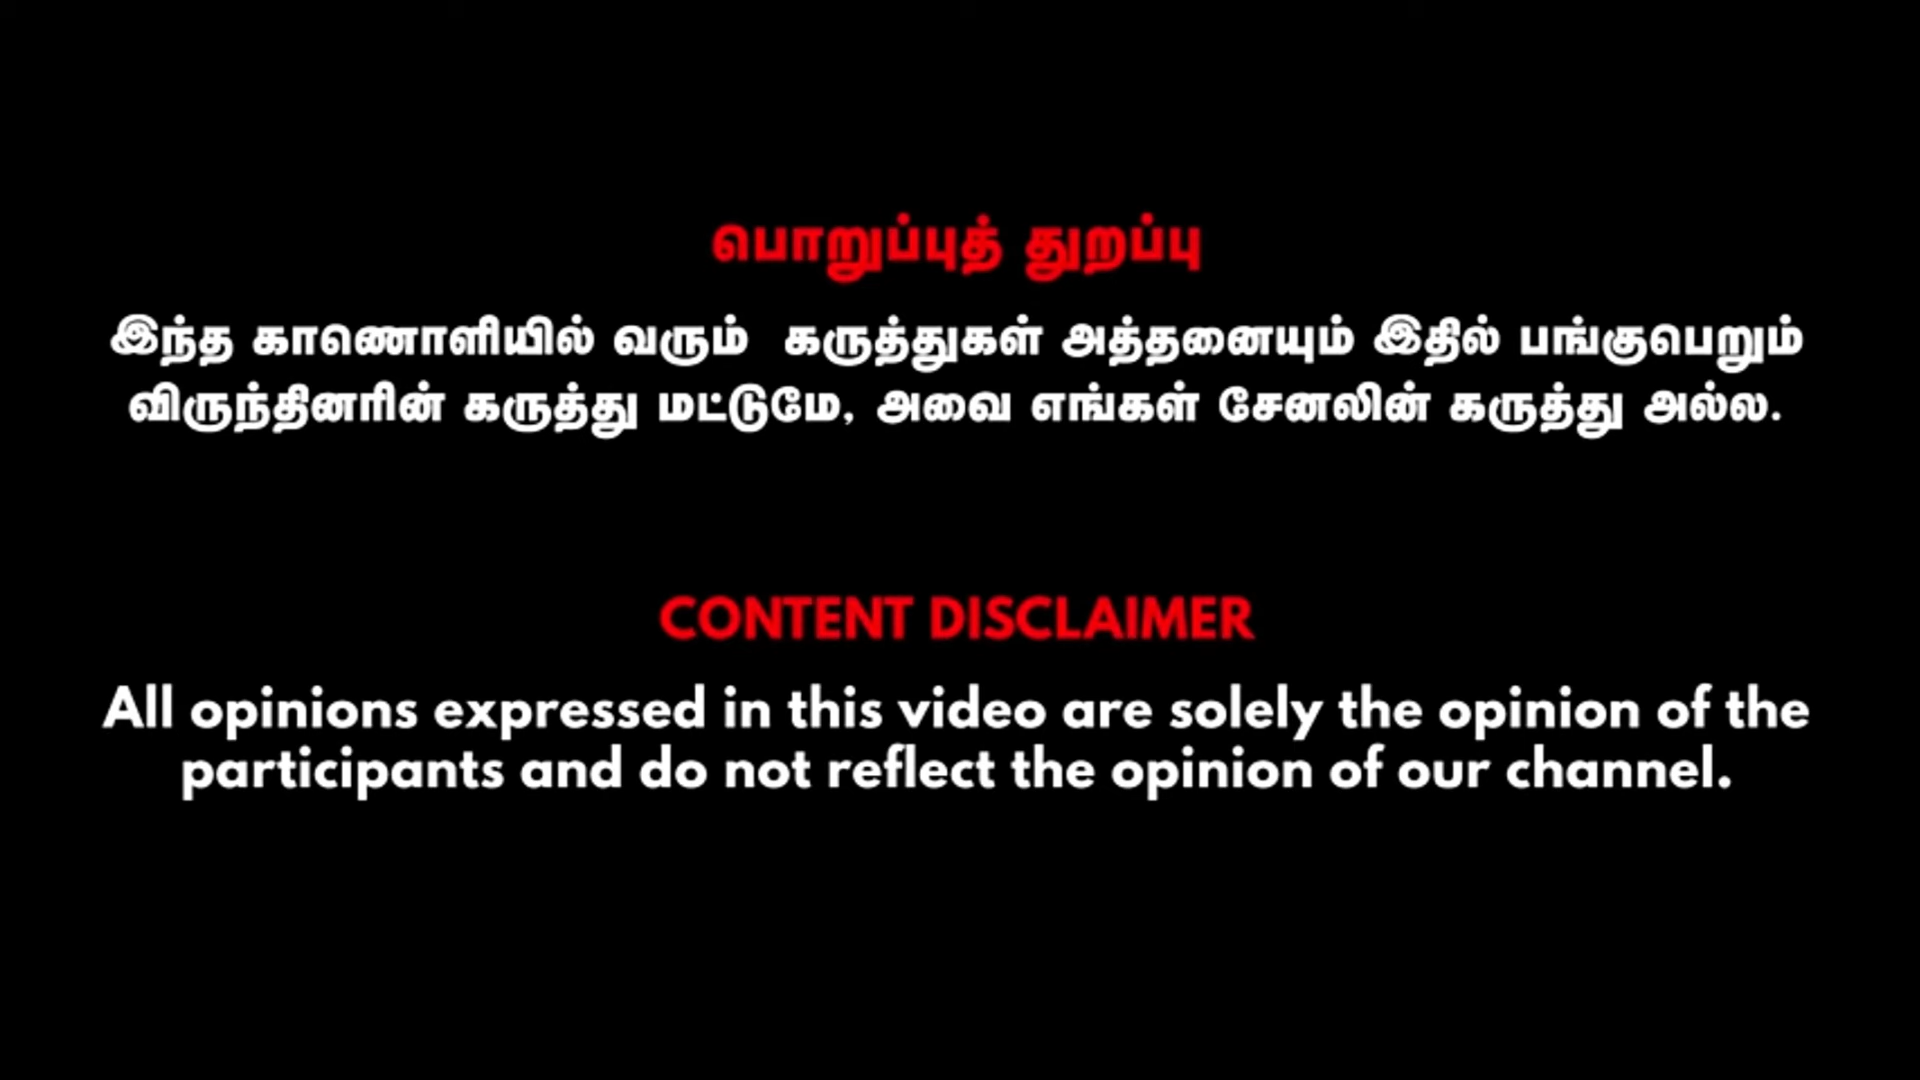 பொறுப்புத் துறப்பு
இந்த காணொளியில் வரும் கருத்துகள் அத்தனையும் இதில் பங்குபெறும்
விருந்தினரின் கருத்து மட்டுமே, அவை எங்கள் சேனலின் கருத்து அல்ல.
CONTENT DISCLAIMER
All opinions expressed in this video are solely the opinion of the
participants and do not reflect the opinion of our channel.